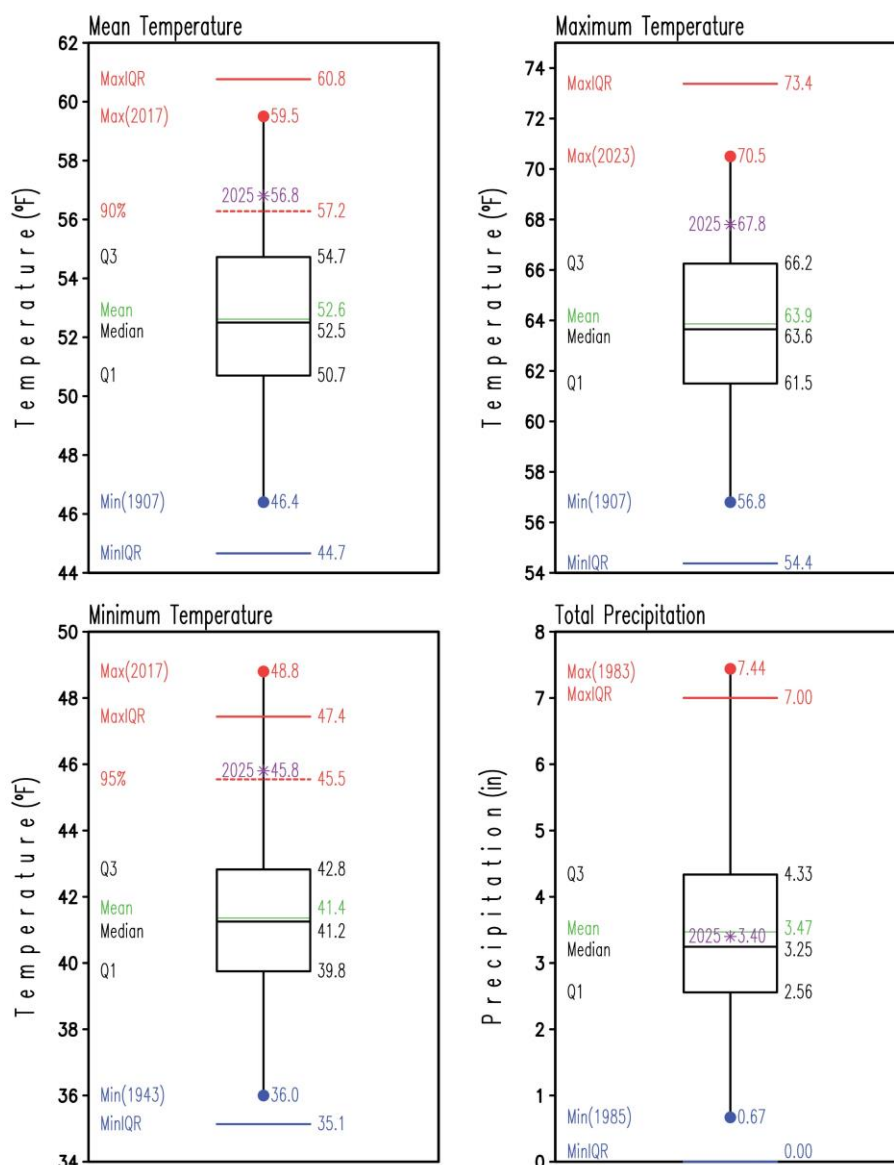 Mean Temperature
Temperature(ºF)
62
60
58
56
54
52
50
48
46
44
MaxIQR 60.8
Max(2017) 59.5
2025 56.8
90% 57.2
Q3 54.7
Mean 52.6
Median 52.5
Q1 50.7
Min(1907) 46.4
MinIQR 44.7
Maximum Temperature
Temperature(ºF)
74
72
70
68
66
64
62
60
58
56
54
MaxIQR 73.4
Max(2023) 70.5
2025 67.8
Q3 66.2
Mean 63.9
Median 63.6
Q1 61.5
Min(1907) 56.8
MinIQR 54.4
Minimum Temperature
Temperature(ºF)
50
48
46
44
42
40
38
36
34
Max(2017) 48.8
MaxIQR 47.4
2025 45.8
95% 45.5
Q3 42.8
Mean 41.4
Median 41.2
Q1 39.8
Min(1943) 36.0
MinIQR 35.1
Total Precipitation
Precipitation(in)
8
7
6
5
4
3
2
1
0
Max(1983) 7.44
MaxIQR 7.00
Q3 4.33
Mean 3.47
2025 3.40
Median 3.25
Q1 2.56
Min(1985) 0.67
MinIQR 0.00